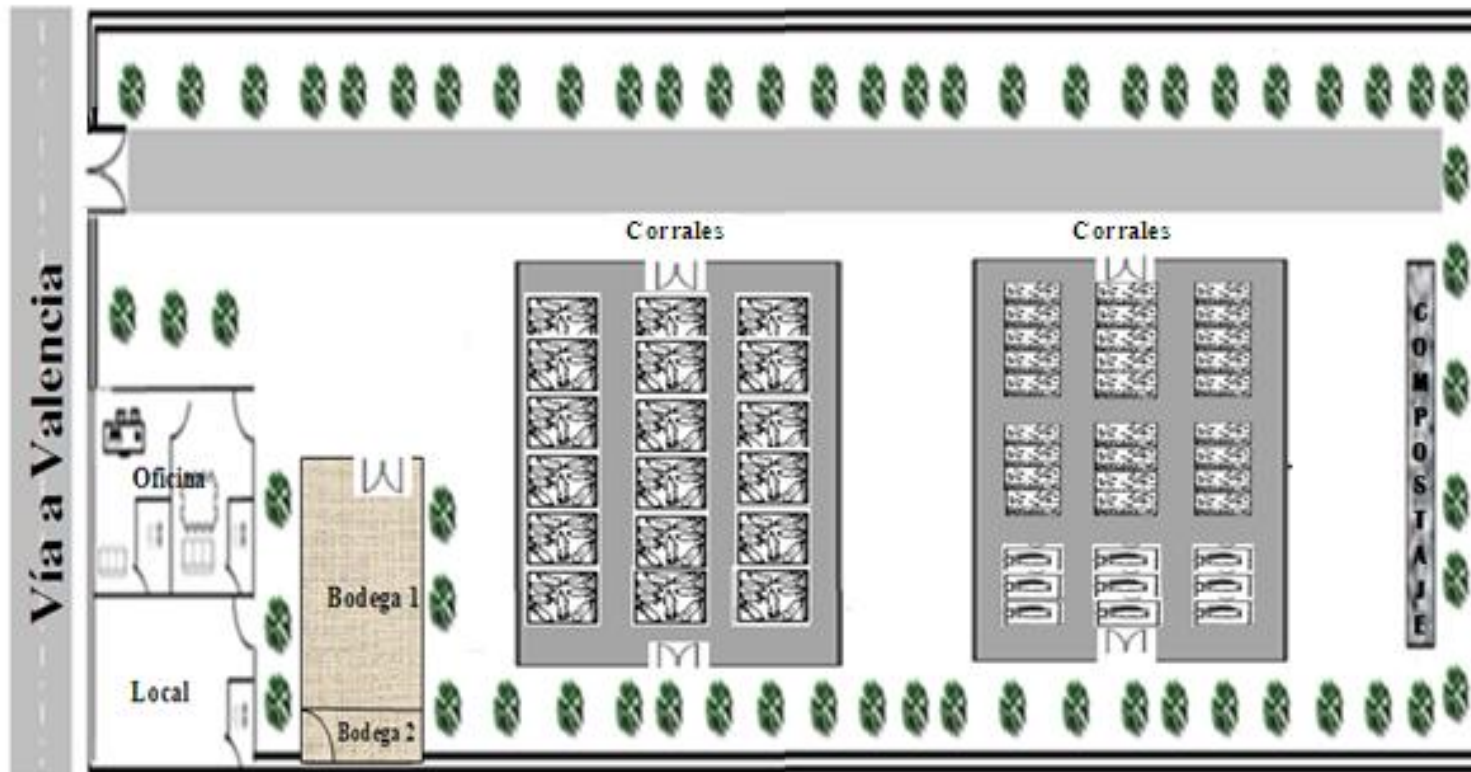 Vía a Valencia
Corrales
Corrales
Oficina
Bodega 1
Local
Bodega 2
COMPOSTAJE